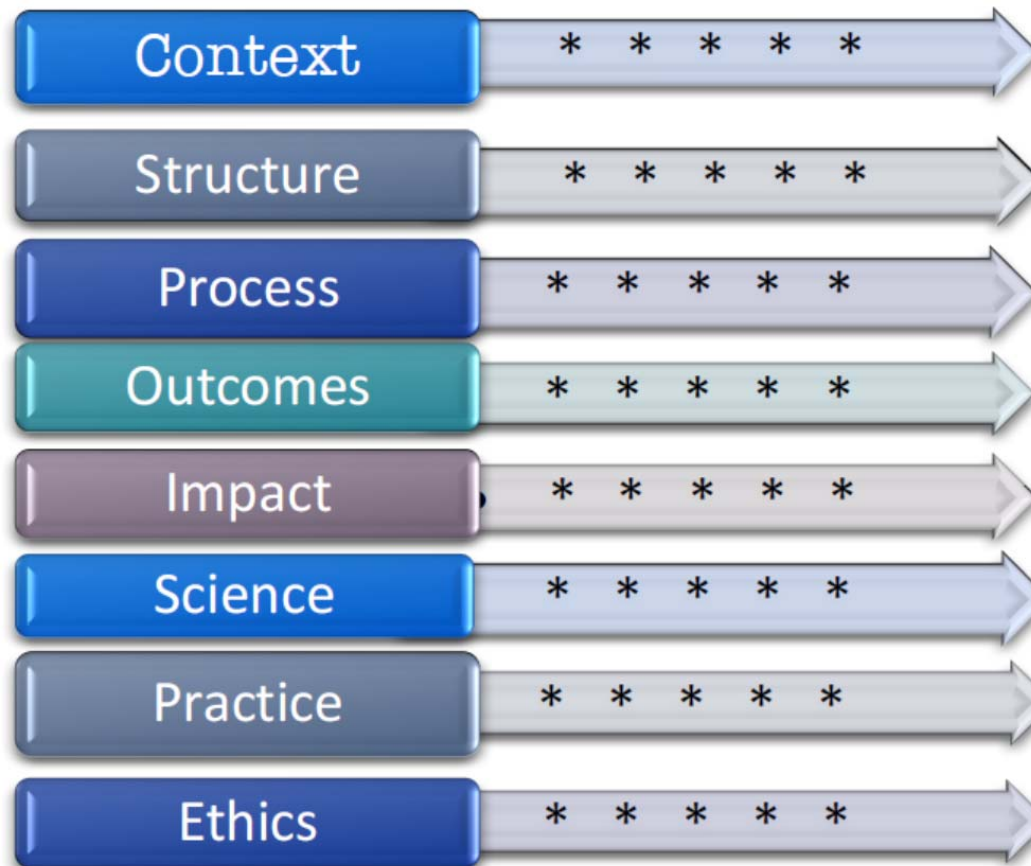 Context * * * * *
Structure * * * * *
Process * * * * *
Outcomes * * * * *
Impact * * * * *
Science * * * * *
Practice * * * * *
Ethics * * * * *